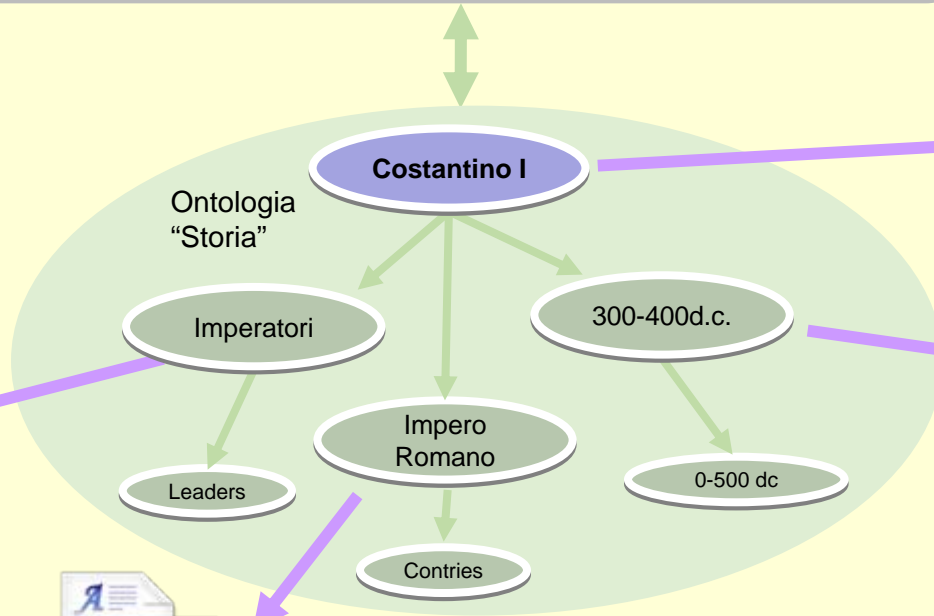 Costantino I
Ontologia
“Storia”
Imperatori
300-400d.c.
Impero
Romano
Leaders
0-500 dc
Contries
A